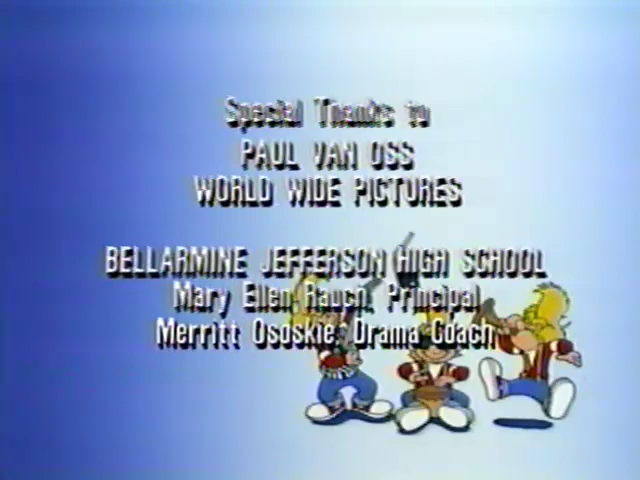 Special Thanks to
PAUL VAN OSS
WORLD WIDE PICTURES
BELLARMINE JEFFERSON HIGH SCHOOL
Mary Ellen Rauch, Principal
Merritt Ososkie, Drama Coach